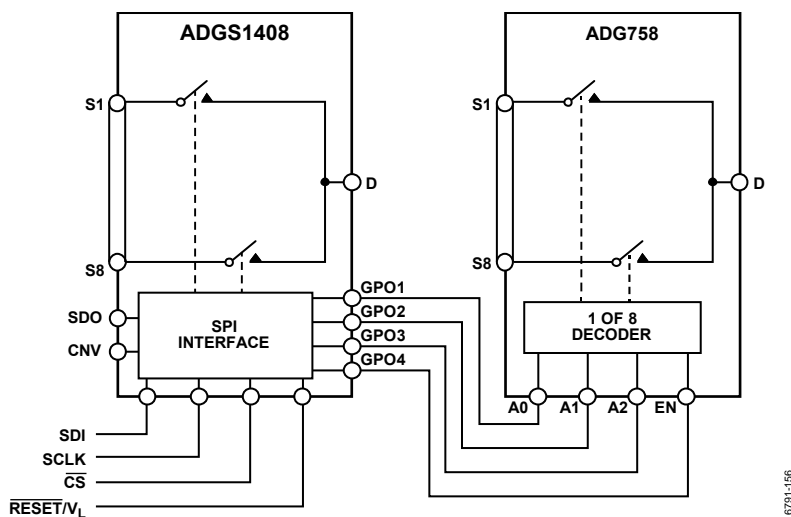 ADGS1408
ADG758
S1
S1
D
D
S8
S8
GPO1
GPO2
GPO3
GPO4
SDO
CNV
SPI
INTERFACE
1 OF 8
DECODER
A0
A1
A2
EN
SDI
SCLK
CS
RESET/VL
6791-156